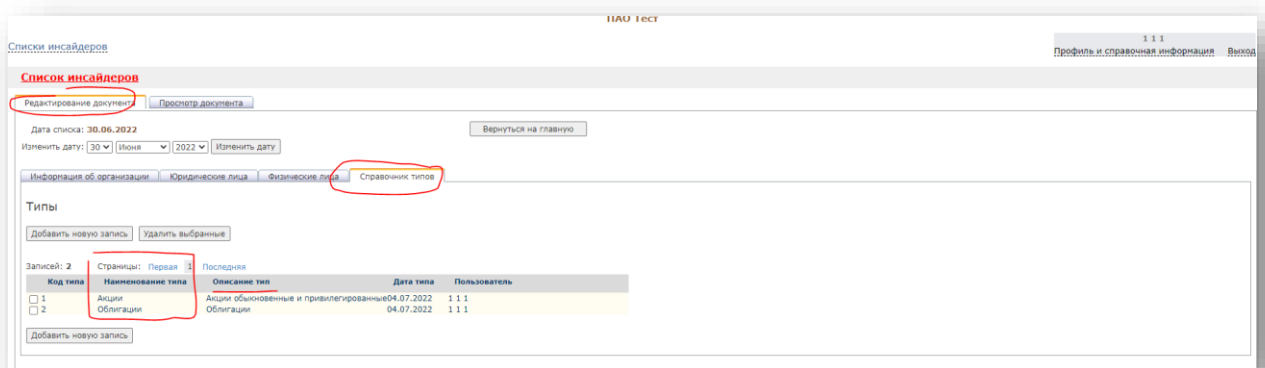 ПАО Тест
Списки инсайдеров
1 1 1
Профиль и справочная информация Выход
Список инсайдеров
Редактирование документа Просмотр документа
Дата списка: 30.06.2022 Вернуться на главную
Изменить дату: 30 Июня 2022 Изменить дату
Информация об организации Юридические лица Физические лица Справочник типов
Типы
Добавить новую запись Удалить выбранные
Записей: 2 Страницы: Первая 1 Последняя
Код типа Наименование типа Описание тип Дата типа Пользователь
1 Акции Акции обыкновенные и привилегированные04.07.2022 1 1 1
2 Облигации Облигации 04.07.2022 1 1 1
Добавить новую запись